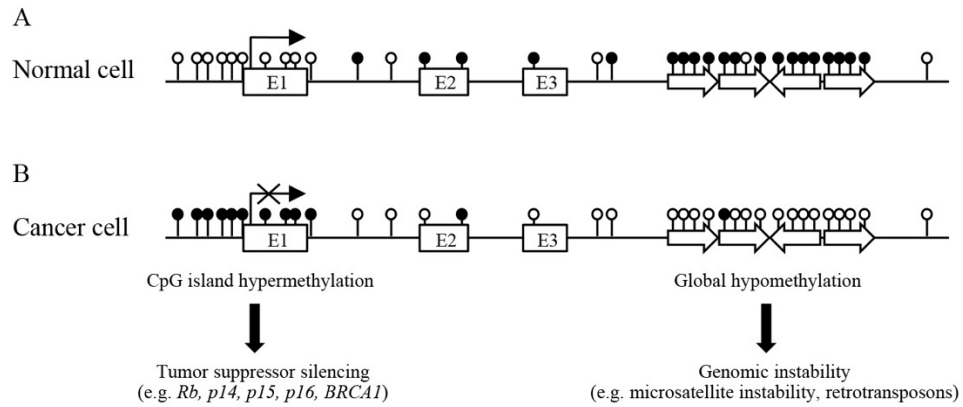 A
Normal cell
E1
E2
E3
B
Cancer cell
E1
E2
E3
CpG island hypermethylation
Global hypomethylation
Tumor suppressor silencing
(e.g. Rb, p14, p15, p16, BRCA1)
Genomic instability
(e.g. microsatellite instability, retrotransposons)